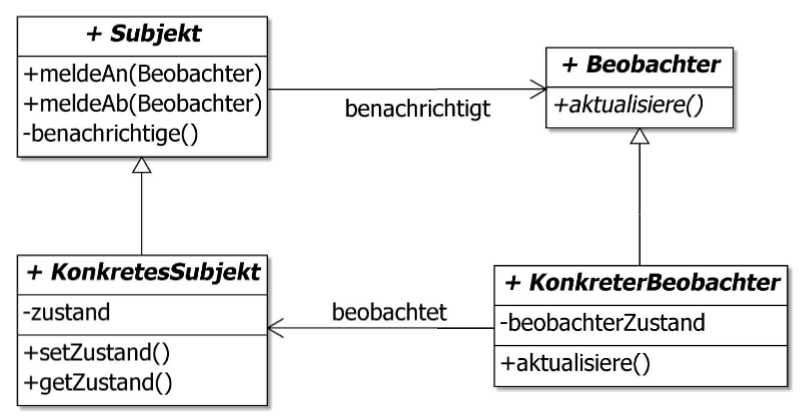 + Subjekt
+meldeAn(Beobachter)
+meldeAb(Beobachter)
-benachrichtige()
benachrichtigt
+ Beobachter
+aktualisiere()
+ KonkretesSubjekt
-zustand
+setZustand()
+getZustand()
beobachtet
+ KonkreterBeobachter
-beobachterZustand
+aktualisiere()